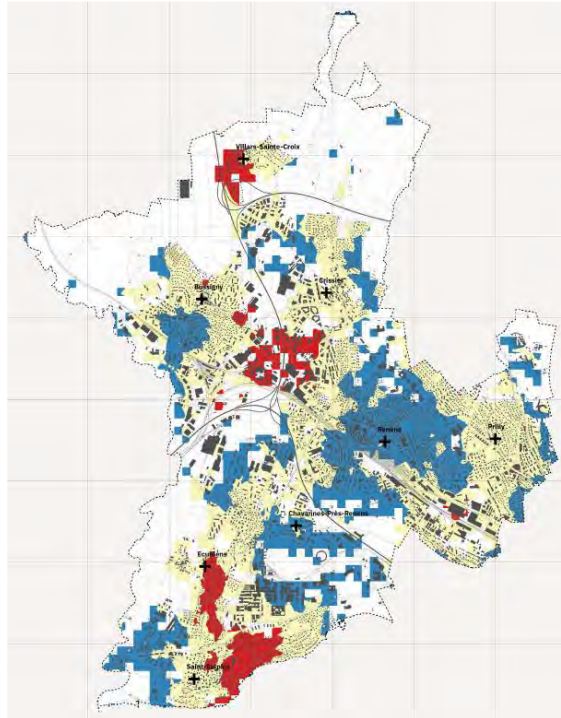 Villars-Sainte-Croix
Bussigny
Crissier
Renens
Prilly
Chavannes-Près-Renens
Ecublens
Saint-Sulpice